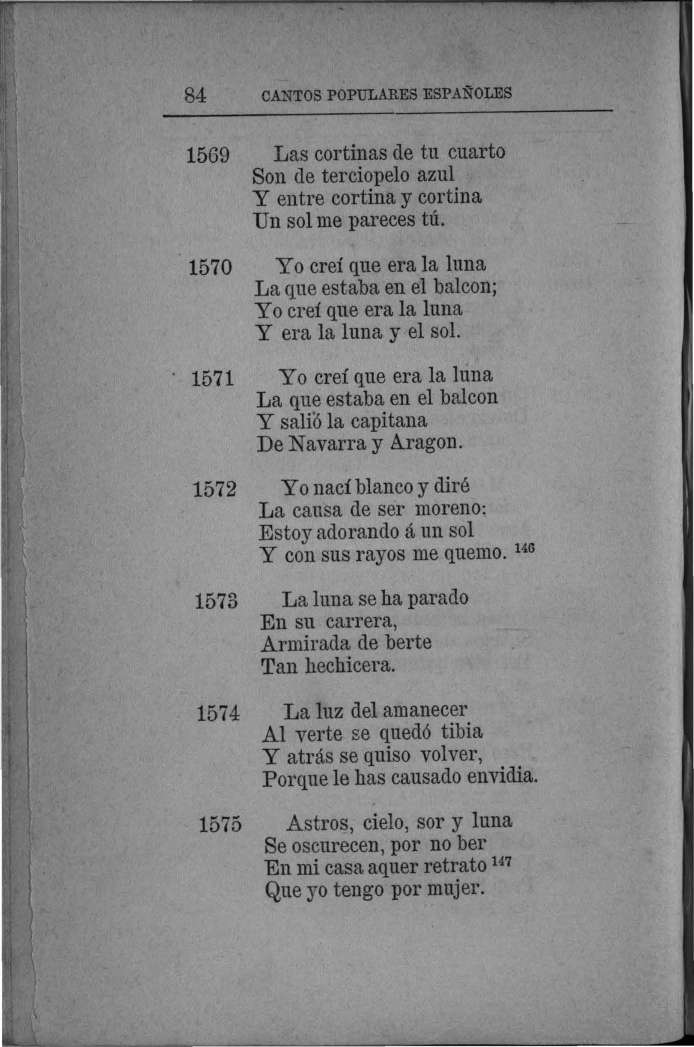 84 CANTOS POPULARES ESPAÑOLES
1569 Las cortinas de tu cuarto
Son de terciopelo azul
Y entre cortina y cortina
Un sol me pareces tú.
1570 Yo creí que era la luna
La que estaba en el balcon;
Yo creí que era la luna
Y era la luna y el sol.
1571 Yo creí que era la luna
La que estaba en el balcon
Y salió la capitana
De Navarra y Aragon.
1572 Yo nací blanco y diré
La causa de ser moreno:
Estoy adorando á un sol
Y con sus rayos me quemo. 146
1573 La luna se ha parado
En su carrera,
Armirada de berte
Tan hechicera.
1574 La luz del amanecer
Al verte se quedó tibia
Y atrás se quiso volver,
Porque le has causado envidia.
1575 Astros, cielo, sor y luna
Se oscurecen, por no ber
En mi casa aquer retrato 147
Que yo tengo por mujer.